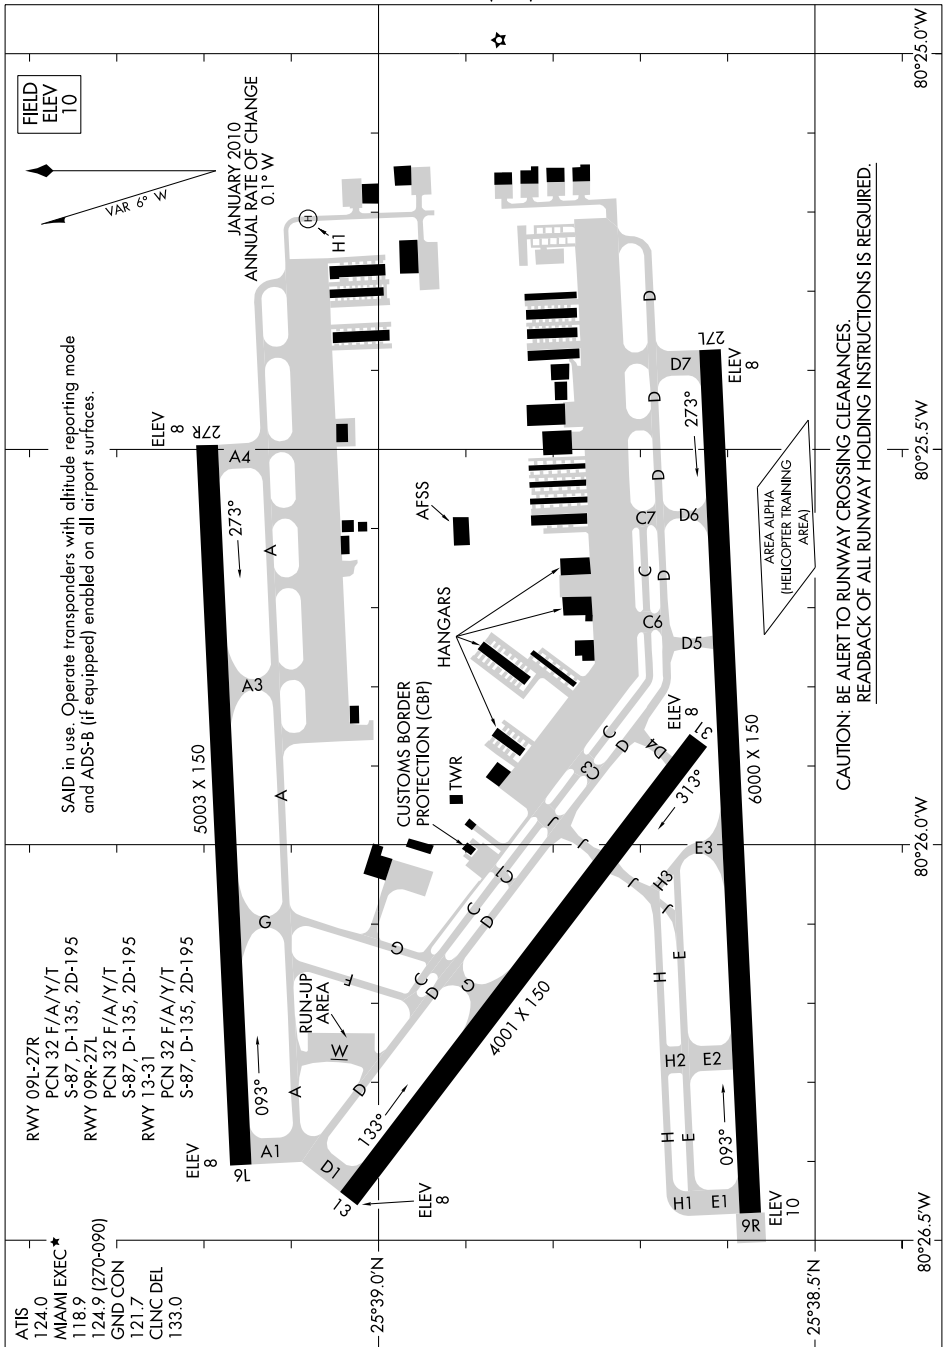 ATIS
124.0
MIAMI EXEC★
118.9
124.9 (270-090)
GND CON
121.7
CLNC DEL
133.0
RWY 09L-27R
PCN 32 F/A/Y/T
S-87, D-135, 2D-195
RWY 09R-27L
PCN 32 F/A/Y/T
S-87, D-135, 2D-195
RWY 13-31
PCN 32 F/A/Y/T
S-87, D-135, 2D-195
SAID in use. Operate transponders with altitude reporting mode
and ADS-B (if equipped) enabled on all airport surfaces.
FIELD
ELEV
10
VAR 6° W
JANUARY 2010
ANNUAL RATE OF CHANGE
0.1° W
ELEV
8
9L
093°
5003 X 150
273°
27R
ELEV
8
A1
A
A
A3
A
A4
G
H
H1
RUN-UP
AREA
W
F
G
D
D1
13
ELEV
8
133°
4001 X 150
313°
31
ELEV
8
G
D
C
D
C
C1
CUSTOMS BORDER
PROTECTION (CBP)
TWR
HANGARS
AFSS
J
J
J
J
C3
D
C
D4
C6
C
D
C7
D5
D6
D
D
D7
D
H1
E1
H
E
H2
E2
H
E
H3
E3
9R
ELEV
10
093°
6000 X 150
273°
27L
ELEV
8
AREA ALPHA
(HELICOPTER TRAINING
AREA)
CAUTION: BE ALERT TO RUNWAY CROSSING CLEARANCES.
READBACK OF ALL RUNWAY HOLDING INSTRUCTIONS IS REQUIRED.
25°39.0'N
25°38.5'N
80°26.5'W
80°26.0'W
80°25.5'W
80°25.0'W